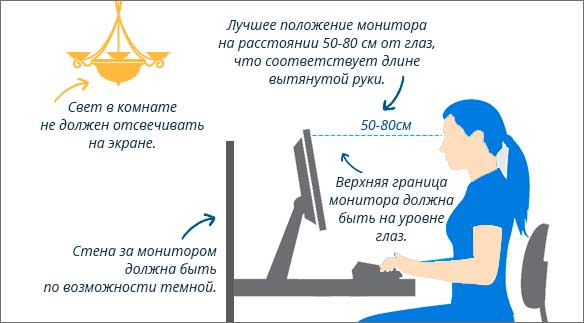 Лучшее положение монитора
на расстоянии 50-80 см от глаз,
что соответствует длине
вытянутой руки.
Свет в комнате
не должен отсвечивать
на экране.
50-80см
Верхняя граница
монитора должна
быть на уровне
глаз.
Стена за монитором
должна быть
по возможности темной.